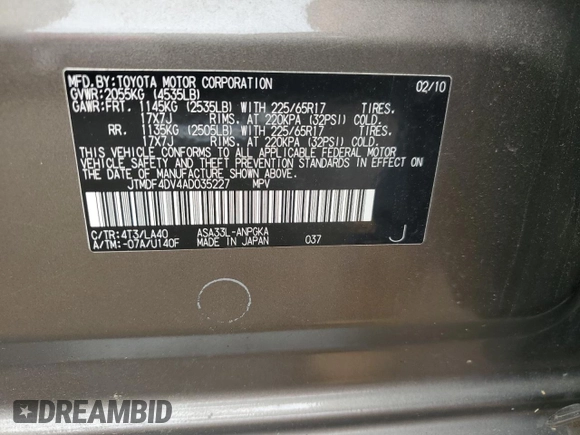 MFD.BY:TOYOTA MOTOR CORPORATION 02/10
GVWR:2055KG (4535LB)
GAWR:FRT. 1145KG (2535LB) WITH 225/65R17 TIRES.
17X7J RIMS. AT 220KPA (32PSI) COLD.
RR. 1135KG (2505LB) WITH 225/65R17 TIRES.
17X7J RIMS. AT 220KPA (32PSI) COLD.
THIS VEHICLE CONFORMS TO ALL APPLICABLE FEDERAL MOTOR
VEHICLE SAFETY AND THEFT PREVENTION STANDARDS IN EFFECT ON
THE DATE OF MANUFACTURE SHOWN ABOVE.
JTMDF4DV4AD035227 MPV
C/TR:4T3/LA40 ASA33L-ANPGKA
A/TM:-07A/U140F MADE IN JAPAN 037 J
DREAMBID